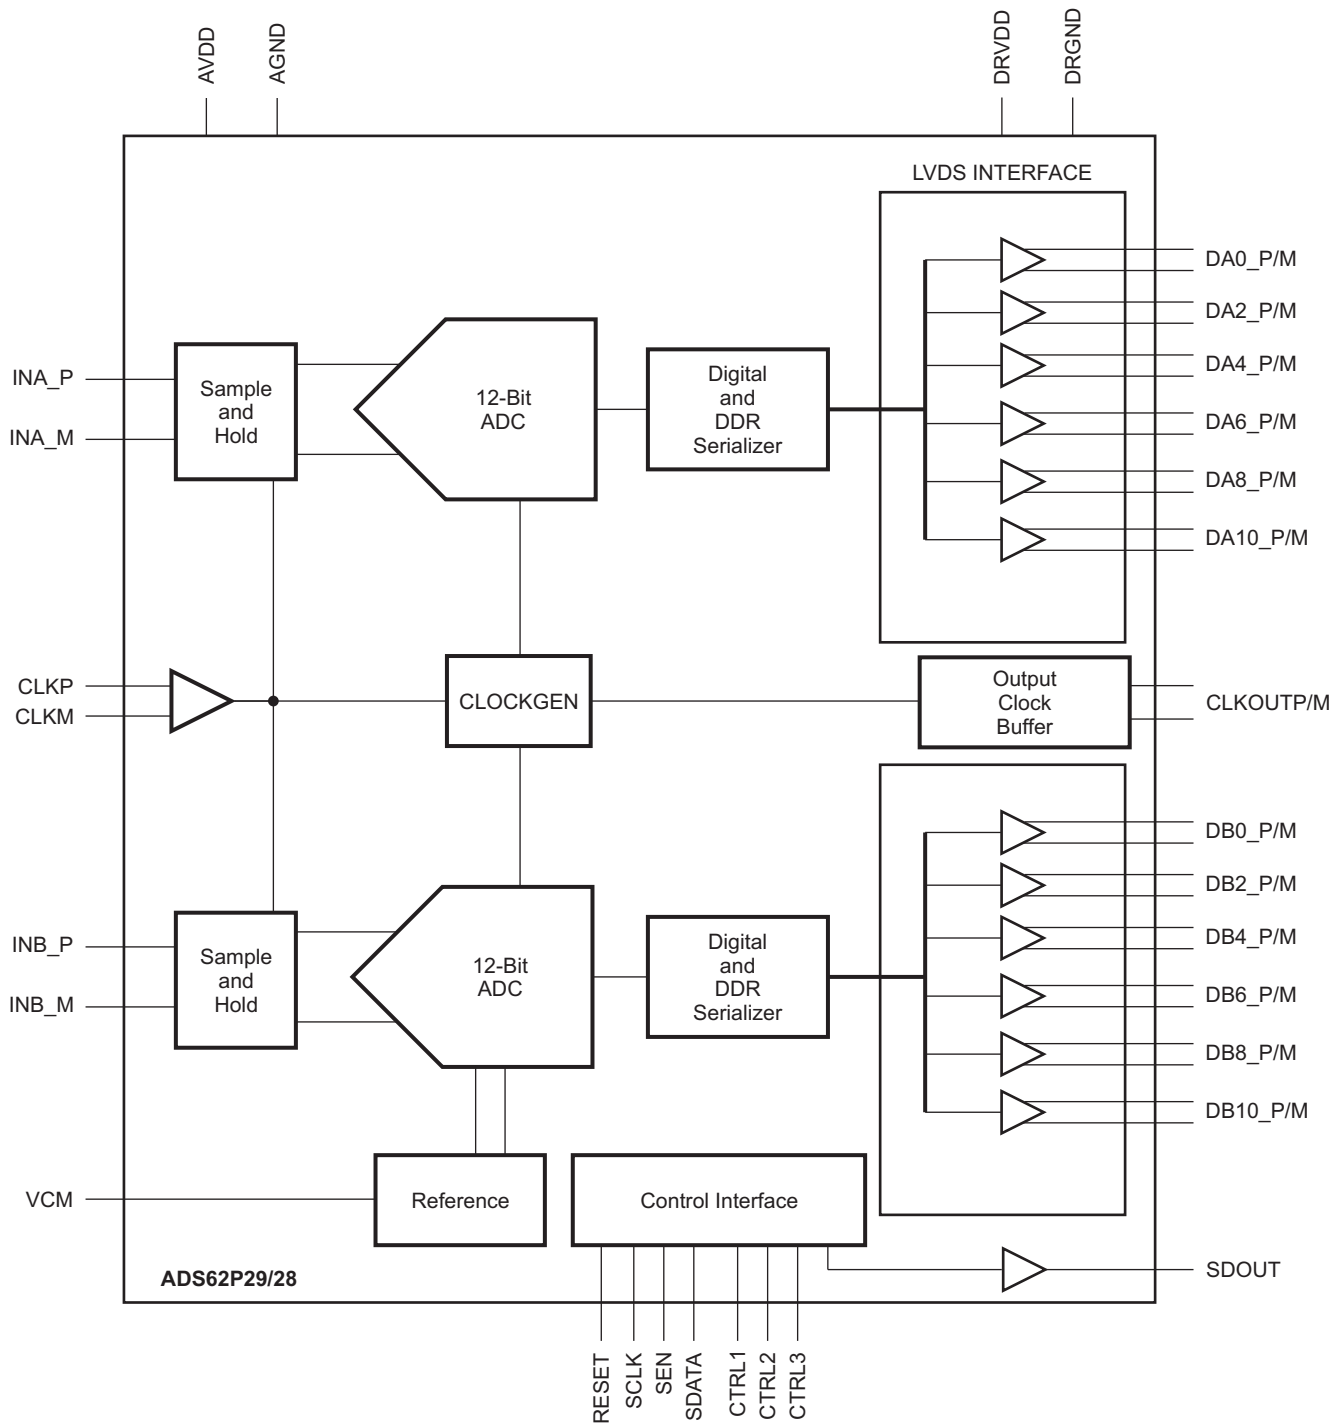 AVDD
AGND
DRVDD
DRGND
LVDS INTERFACE
DA0_P/M
DA2_P/M
DA4_P/M
DA6_P/M
DA8_P/M
DA10_P/M
INA_P
INA_M
Sample
and
Hold
12-Bit
ADC
Digital
and
DDR
Serializer
CLKP
CLKM
CLOCKGEN
Output
Clock
Buffer
CLKOUTP/M
INB_P
INB_M
Sample
and
Hold
12-Bit
ADC
Digital
and
DDR
Serializer
DB0_P/M
DB2_P/M
DB4_P/M
DB6_P/M
DB8_P/M
DB10_P/M
VCM
Reference
Control Interface
ADS62P29/28
SDOUT
RESET
SCLK
SEN
SDATA
CTRL1
CTRL2
CTRL3